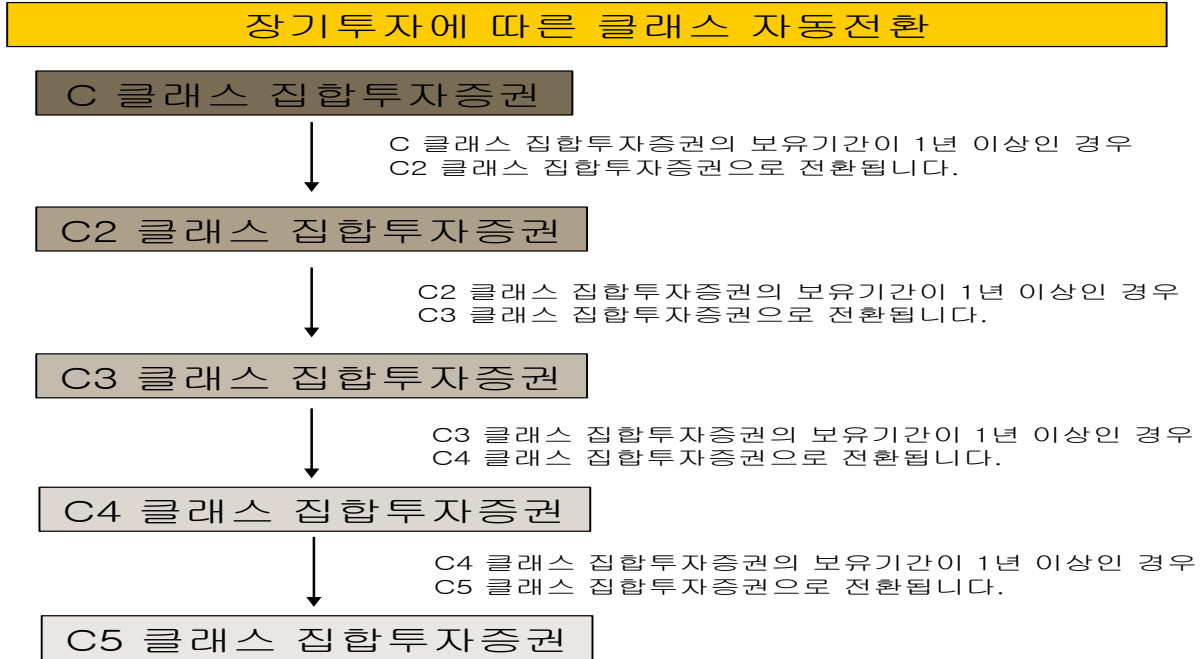 장기투자에 따른 클래스 자동전환
C 클래스 집합투자증권
C 클래스 집합투자증권의 보유기간이 1년 이상인 경우
C2 클래스 집합투자증권으로 전환됩니다.
C2 클래스 집합투자증권
C2 클래스 집합투자증권의 보유기간이 1년 이상인 경우
C3 클래스 집합투자증권으로 전환됩니다.
C3 클래스 집합투자증권
C3 클래스 집합투자증권의 보유기간이 1년 이상인 경우
C4 클래스 집합투자증권으로 전환됩니다.
C4 클래스 집합투자증권
C4 클래스 집합투자증권의 보유기간이 1년 이상인 경우
C5 클래스 집합투자증권으로 전환됩니다.
C5 클래스 집합투자증권